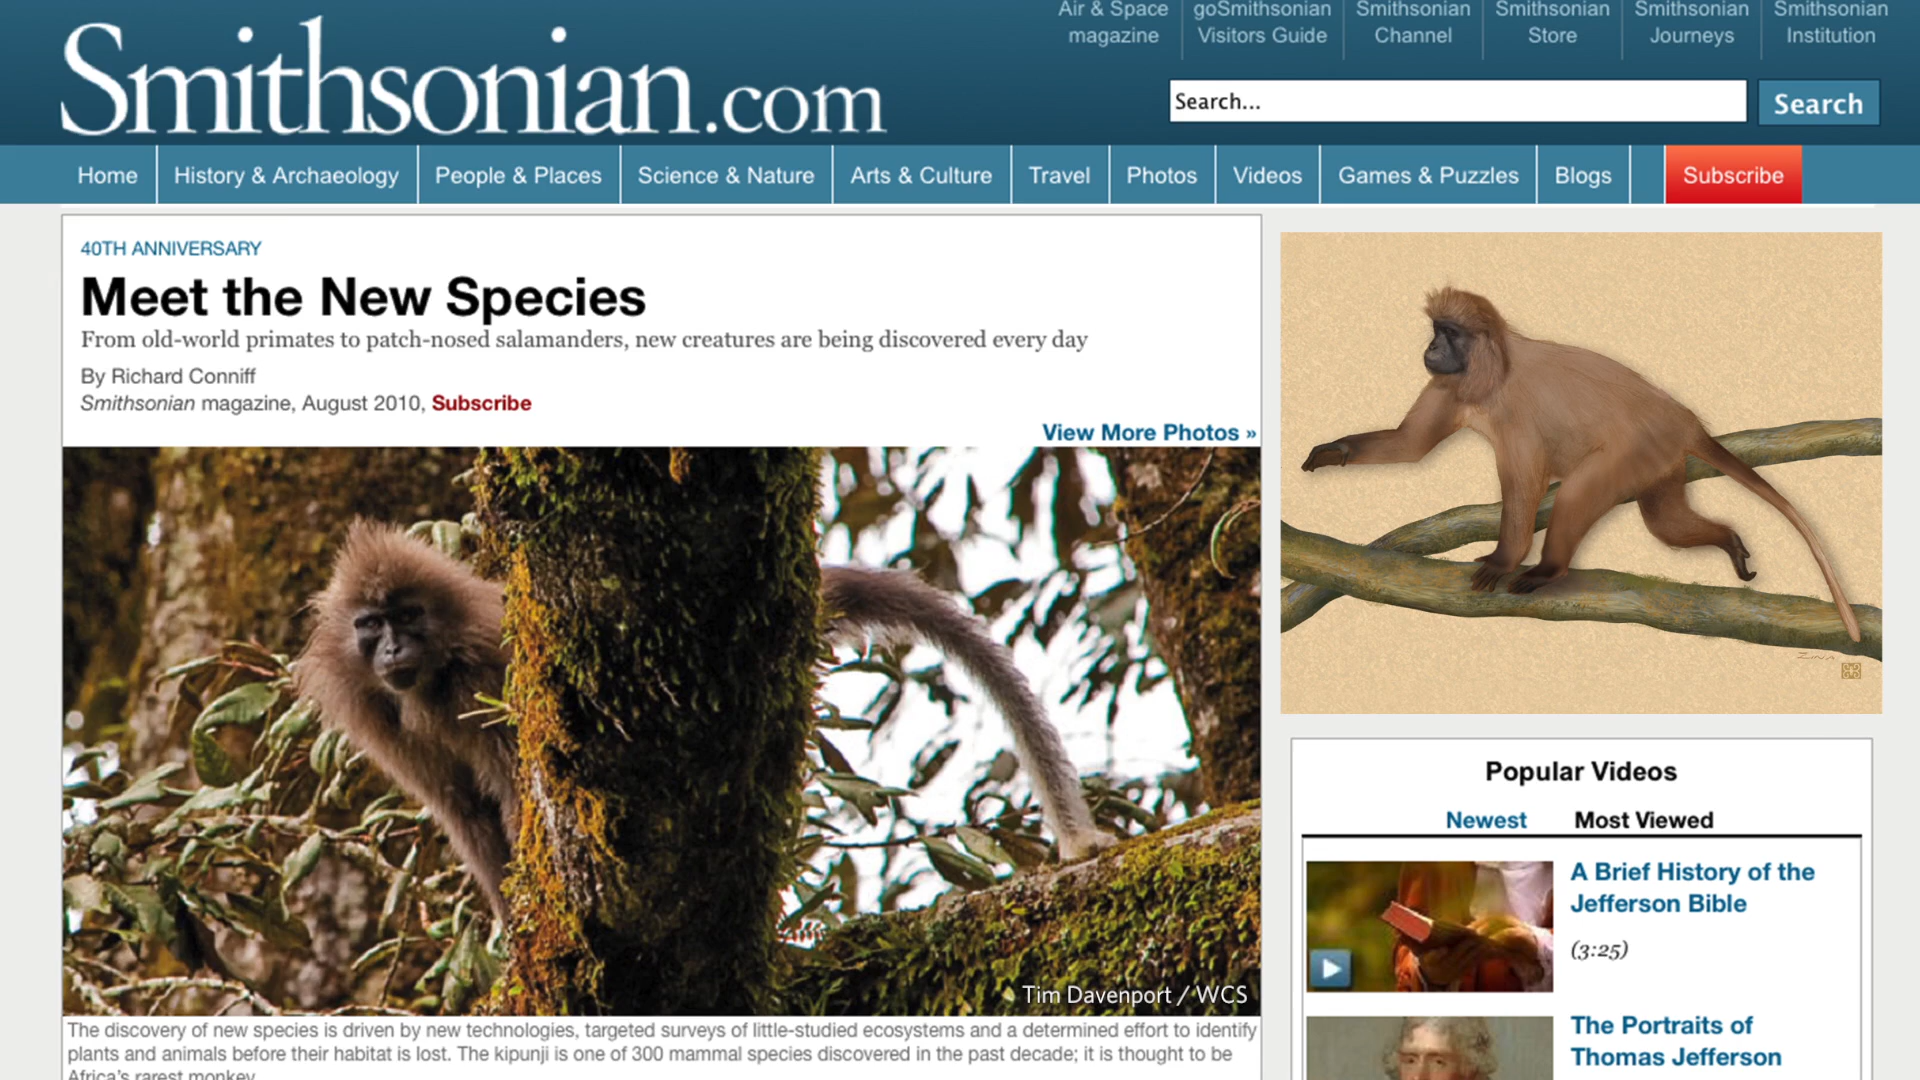 Air & Space
magazine
goSmithsonian
Visitors Guide
Smithsonian
Channel
Smithsonian
Store
Smithsonian
Journeys
Smithsonian
Institution
Smithsonian.com
Search...
Search
Home
History & Archaeology
People & Places
Science & Nature
Arts & Culture
Travel
Photos
Videos
Games & Puzzles
Blogs
Subscribe
40TH ANNIVERSARY
Meet the New Species
From old-world primates to patch-nosed salamanders, new creatures are being discovered every day
By Richard Conniff
Smithsonian magazine, August 2010, Subscribe
View More Photos »
Tim Davenport / WCS
The discovery of new species is driven by new technologies, targeted surveys of little-studied ecosystems and a determined effort to identify
plants and animals before their habitat is lost. The kipunji is one of 300 mammal species discovered in the past decade; it is thought to be
Africa's rarest monkey.
Zina
Popular Videos
Newest
Most Viewed
A Brief History of the
Jefferson Bible
(3:25)
The Portraits of
Thomas Jefferson